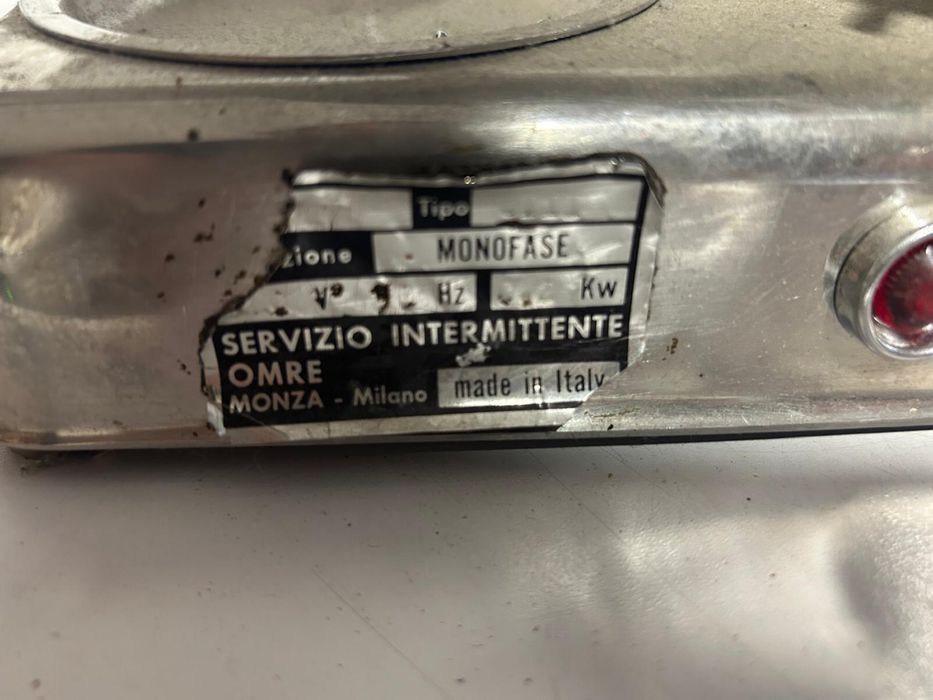 Tipo
zione MONOFASE
V Hz Kw
SERVIZIO INTERMITTENTE
OMRE
MONZA - Milano made in Italy